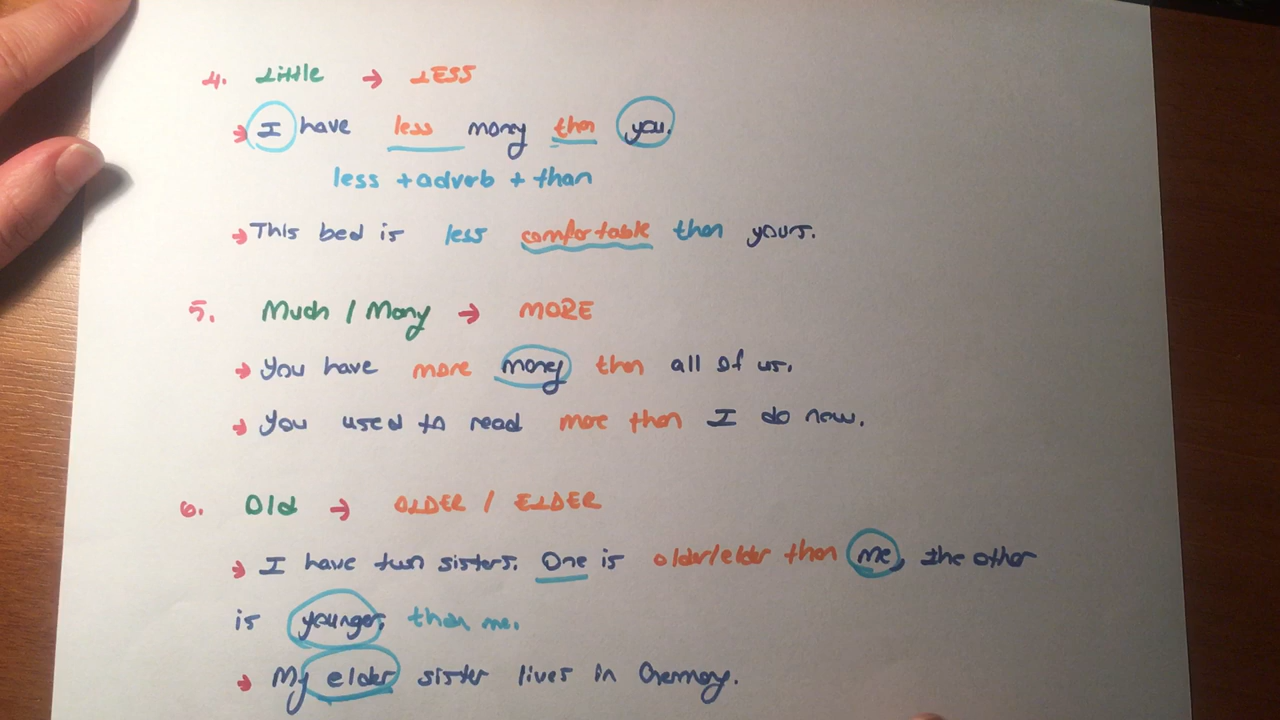 4. Little → LESS
→ I have less money than you.
less + adverb + than
→ This bed is less comfortable than yours.
5. Much / Many → MORE
→ You have more money than all of us.
→ You used to read more than I do now.
6. Old → OLDER / ELDER
→ I have twin sisters. One is older/elder than me, the other
is younger than me.
→ My elder sister lives in Germany.